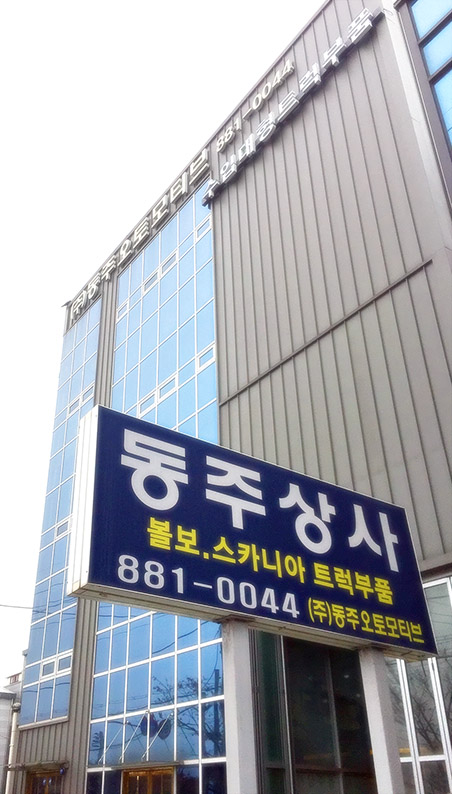 (주)동주오토모티브 881-0044
수입대형트럭부품
동주상사
볼보.스카니아 트럭부품
881-0044 (주)동주오토모티브